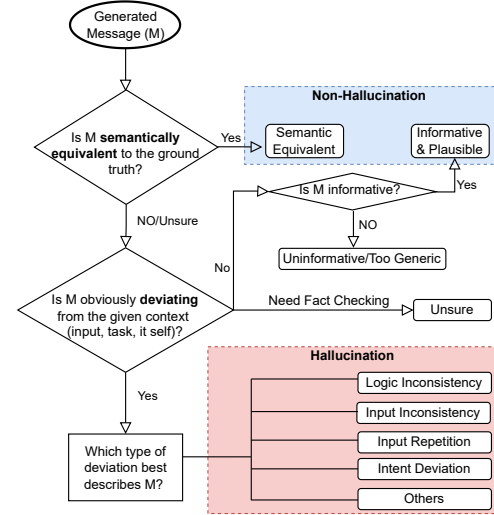 Generated
Message (M)
Non-Hallucination
Is M semantically
equivalent to the ground
truth?
Yes
Semantic
Equivalent
Informative
& Plausible
Is M informative?
Yes
NO/Unsure
NO
Uninformative/Too Generic
No
Is M obviously deviating
from the given context
(input, task, it self)?
Need Fact Checking
Unsure
Hallucination
Yes
Logic Inconsistency
Input Inconsistency
Which type of
deviation best
describes M?
Input Repetition
Intent Deviation
Others